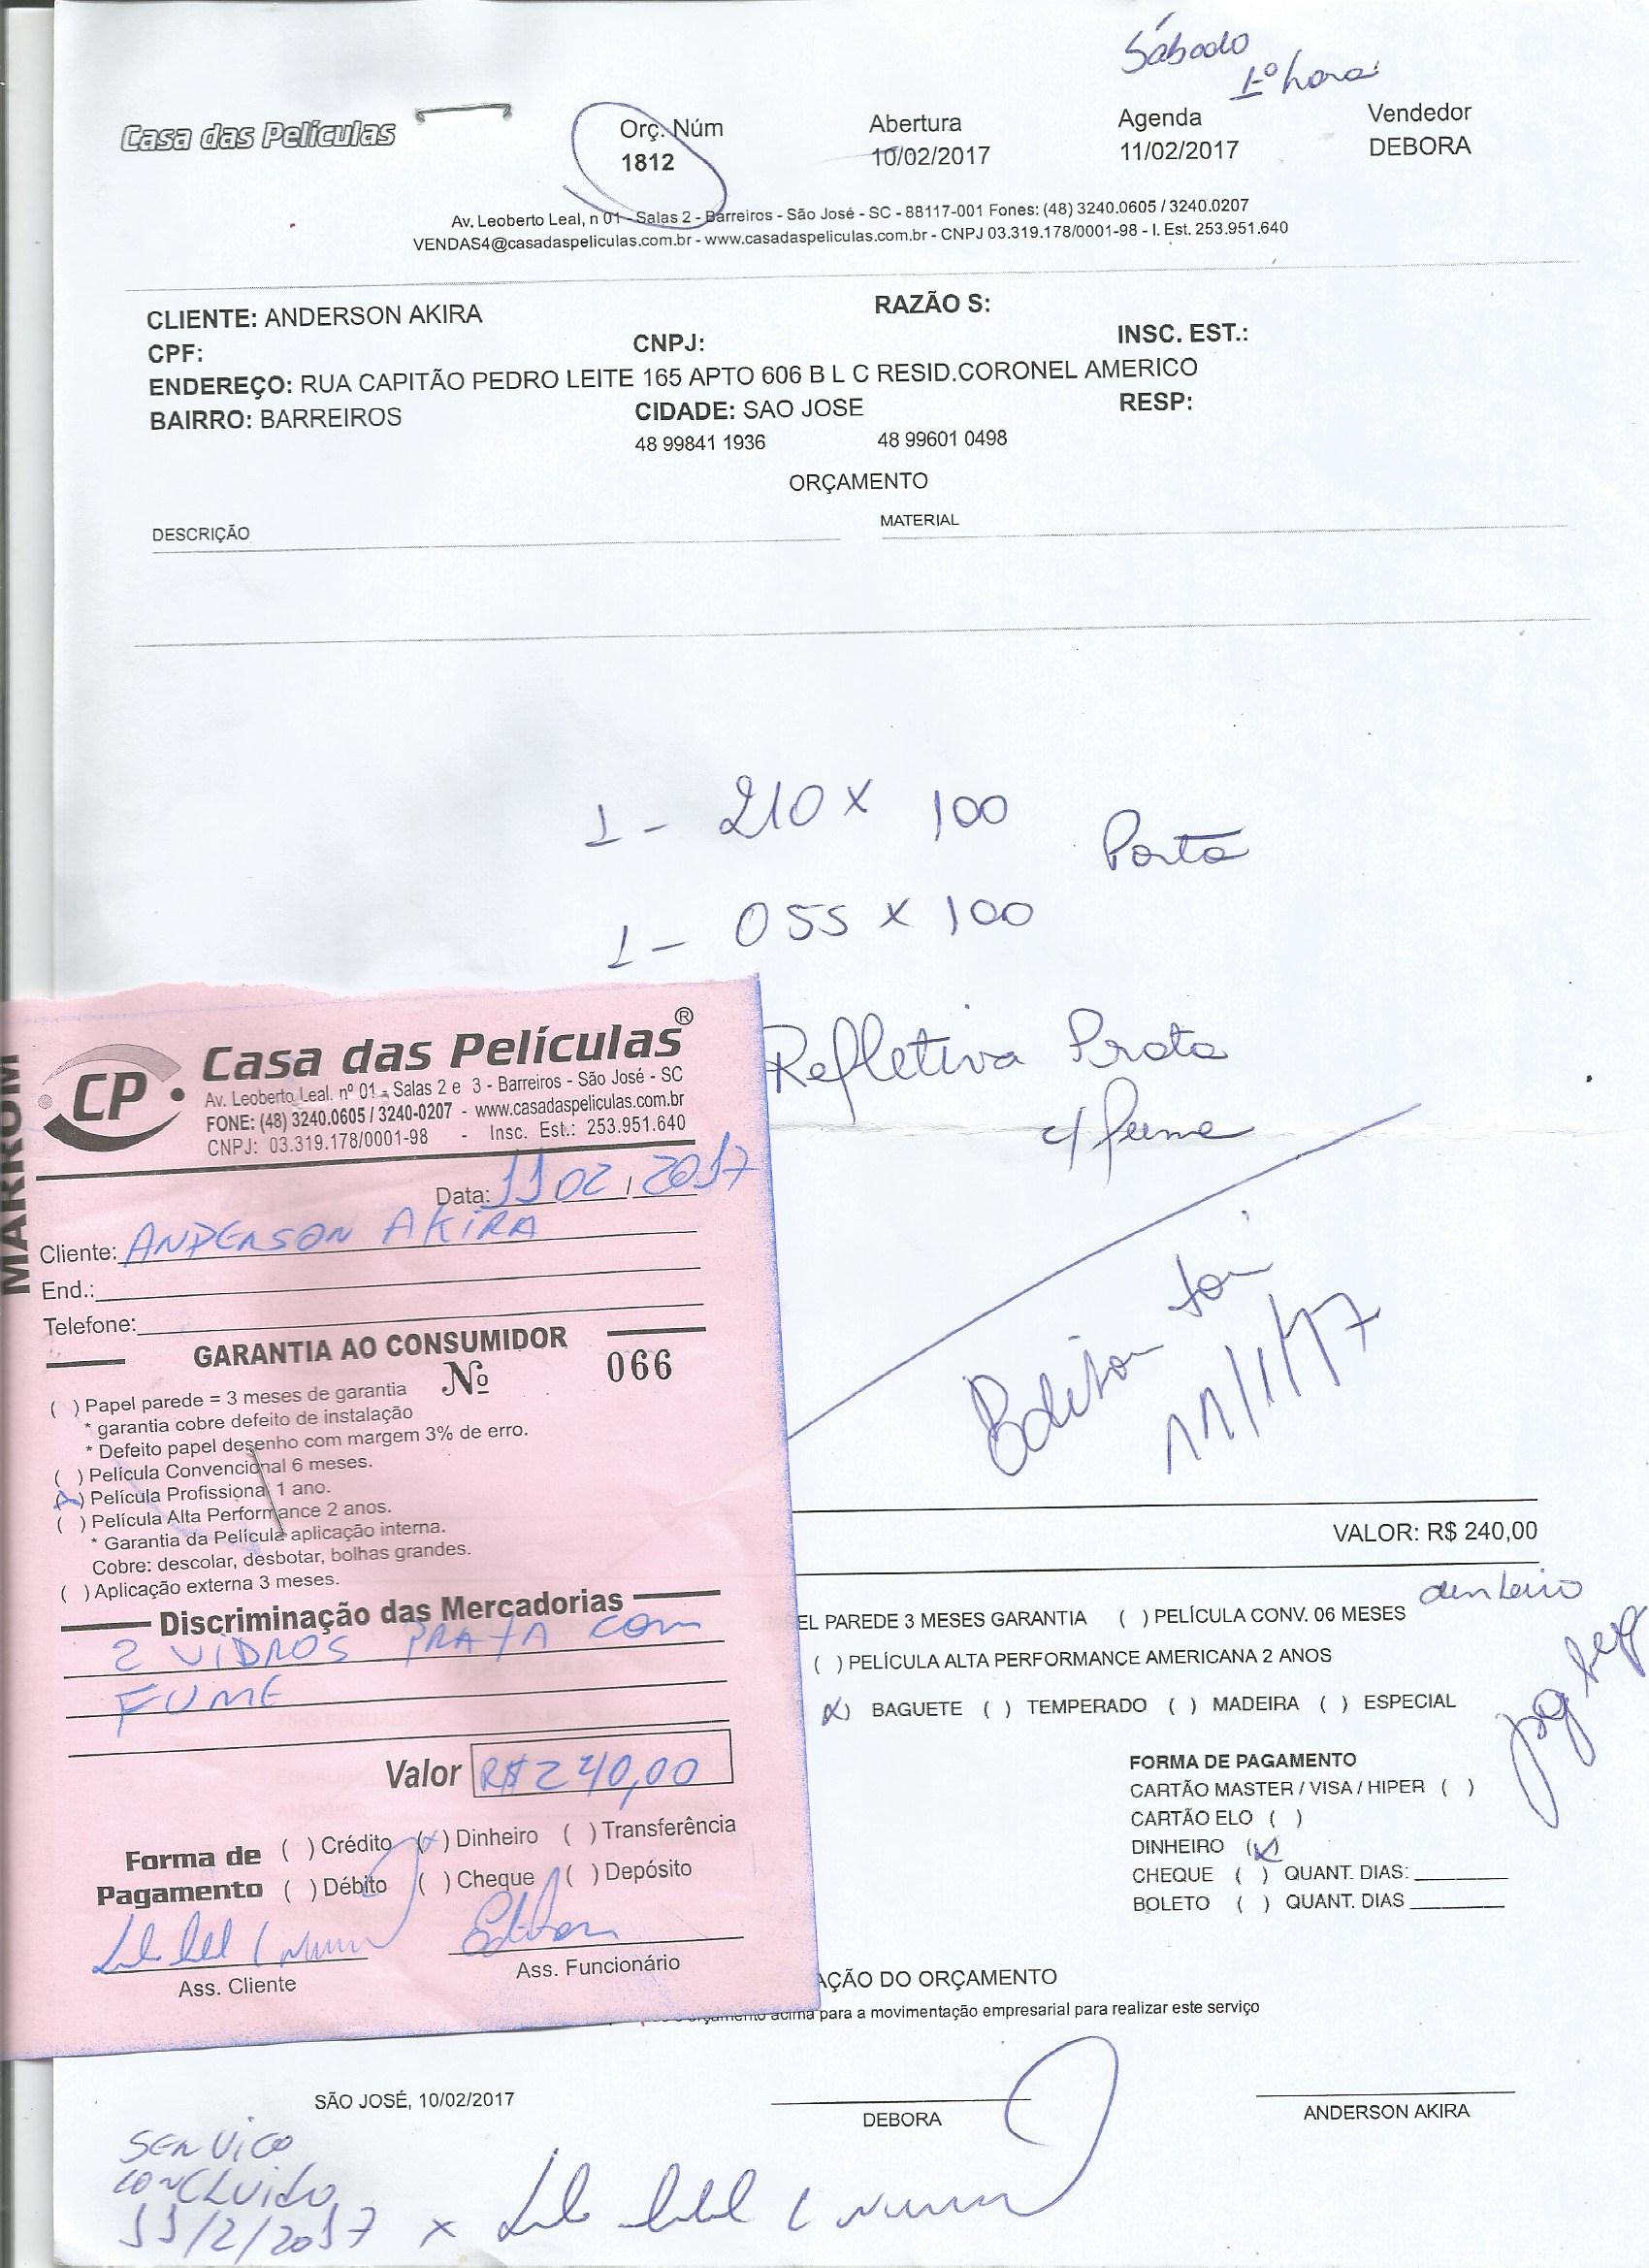 Sábado
1º hora
Casa das Películas
Orç. Núm
1812
Abertura
10/02/2017
Agenda
11/02/2017
Vendedor
DEBORA
Av. Leoberto Leal, n 01 - Salas 2 - Barreiros - São José - SC - 88117-001 Fones: (48) 3240.0605 / 3240.0207
VENDAS4@casadaspeliculas.com.br - www.casadaspeliculas.com.br - CNPJ 03.319.178/0001-98 - I. Est. 253.951.640
CLIENTE: ANDERSON AKIRA RAZÃO S:
CPF: CNPJ: INSC. EST.:
ENDEREÇO: RUA CAPITÃO PEDRO LEITE 165 APTO 606 B L C RESID.CORONEL AMERICO
BAIRRO: BARREIROS CIDADE: SAO JOSE RESP:
48 99841 1936 48 99601 0498
ORÇAMENTO
DESCRIÇÃO MATERIAL
1 - 210 x 100 Porta
1 - 055 x 100
Refletiva Prata
c/ fume
11/1/17
VALOR: R$ 240,00
EL PAREDE 3 MESES GARANTIA ( ) PELÍCULA CONV. 06 MESES
( ) PELÍCULA ALTA PERFORMANCE AMERICANA 2 ANOS
(X) BAGUETE ( ) TEMPERADO ( ) MADEIRA ( ) ESPECIAL
FORMA DE PAGAMENTO
CARTÃO MASTER / VISA / HIPER ( )
CARTÃO ELO ( )
DINHEIRO (X)
CHEQUE ( ) QUANT. DIAS:
BOLETO ( ) QUANT. DIAS
AÇÃO DO ORÇAMENTO
orçamento acima para a movimentação empresarial para realizar este serviço
MARROM
CP
Casa das Películas®
Av. Leoberto Leal. nº 01 - Salas 2 e 3 - Barreiros - São José - SC
FONE: (48) 3240.0605 / 3240-0207 - www.casadaspeliculas.com.br
CNPJ: 03.319.178/0001-98 - Insc. Est.: 253.951.640
Data: 11 02 / 2017
Cliente: ANDERSON AKIRA
End.:
Telefone:
GARANTIA AO CONSUMIDOR
Nº 066
( ) Papel parede = 3 meses de garantia
* garantia cobre defeito de instalação
* Defeito papel desenho com margem 3% de erro.
( ) Película Convencional 6 meses.
(X) Película Profissional 1 ano.
( ) Película Alta Performance 2 anos.
* Garantia da Película aplicação interna.
Cobre: descolar, desbotar, bolhas grandes.
( ) Aplicação externa 3 meses.
Discriminação das Mercadorias
2 VIDROS PRATA COM
FUME
Valor R$ 240,00
Forma de Pagamento
( ) Crédito (x) Dinheiro ( ) Transferência
( ) Débito ( ) Cheque ( ) Depósito
Ass. Cliente
Ass. Funcionário
SÃO JOSÉ, 10/02/2017
DEBORA
ANDERSON AKIRA
SERVICO
CONCLUIDO
11/2/2017 x